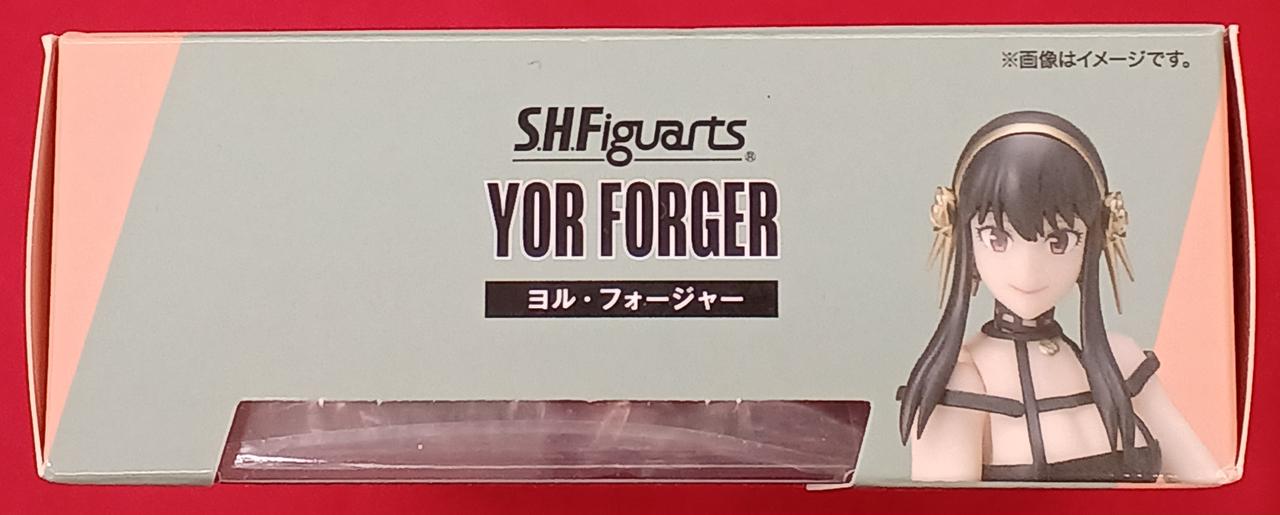 ※画像はイメージです。
S.H.Figuarts®
YOR FORGER
ヨル・フォージャー